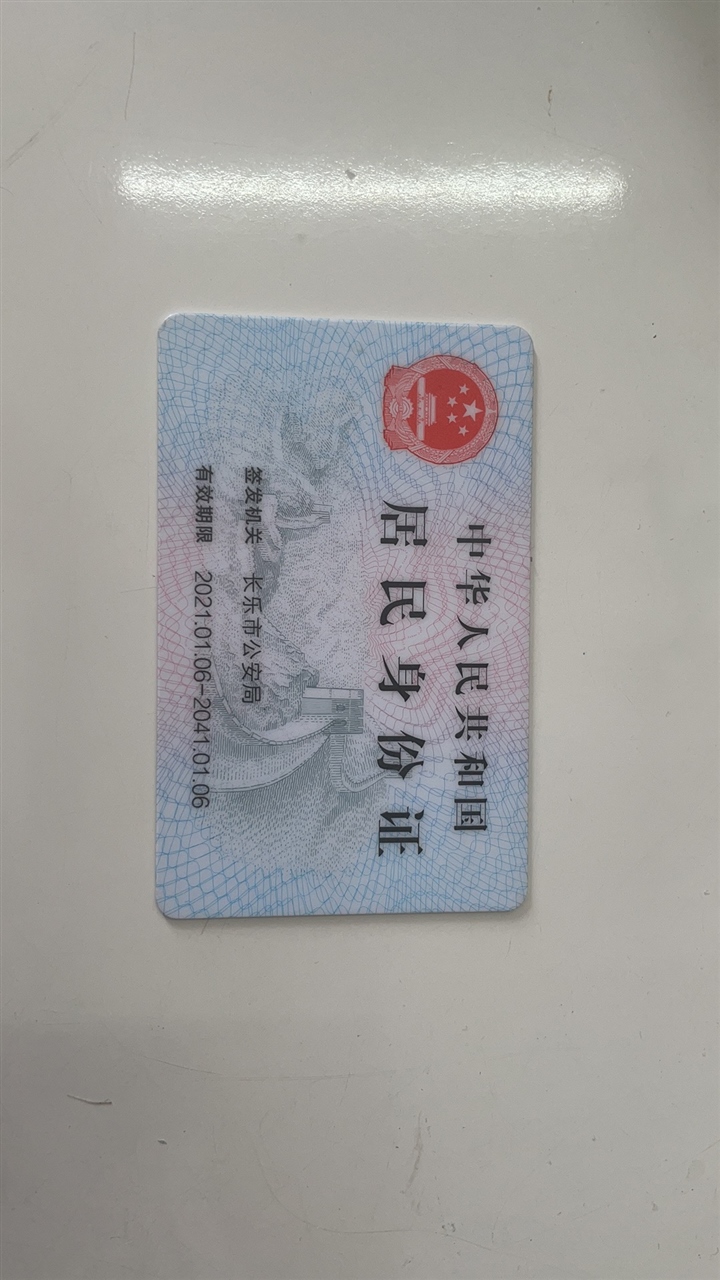 中华人民共和国
居民身份证
签发机关 长乐市公安局
有效期限 2021.01.06-2041.01.06